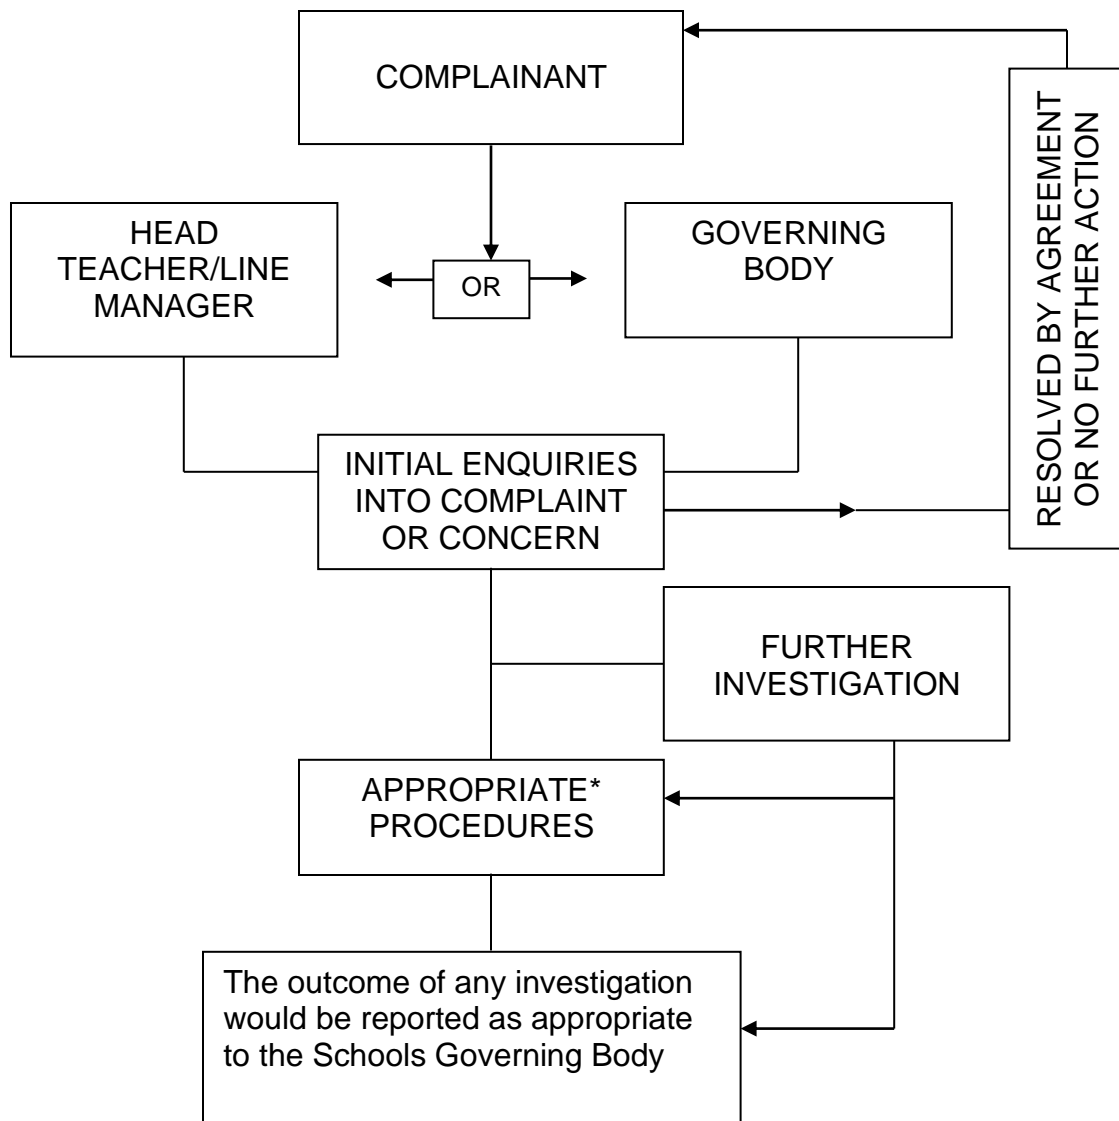 COMPLAINANT
RESOLVED BY AGREEMENT
OR NO FURTHER ACTION
HEAD
TEACHER/LINE
MANAGER
OR
GOVERNING
BODY
INITIAL ENQUIRIES
INTO COMPLAINT
OR CONCERN
FURTHER
INVESTIGATION
APPROPRIATE*
PROCEDURES
The outcome of any investigation
would be reported as appropriate
to the Schools Governing Body